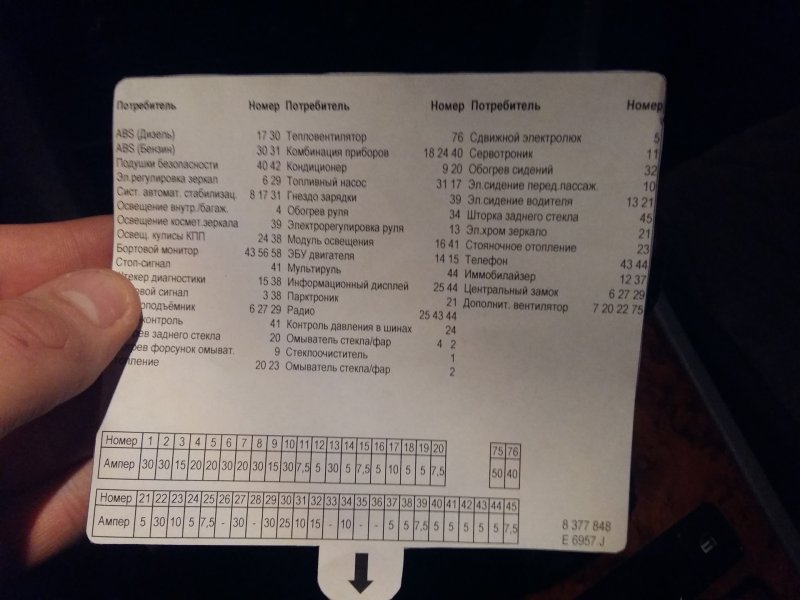 Потребитель Номер Потребитель Номер Потребитель Номер
ABS (Дизель) 17 30 Тепловентилятор 76 Сдвижной электролюк 5
ABS (Бензин) 30 31 Комбинация приборов 18 24 40 Сервотроник 11
Подушки безопасности 40 42 Кондиционер 9 20 Обогрев сидений 32
Эл.регулировка зеркал 6 29 Топливный насос 31 17 Эл.сидение перед.пассаж. 10
Сист. автомат. стабилизац. 8 17 31 Гнездо зарядки 39 Эл.сидение водителя 13 21
Освещение внутр./багаж. 4 Обогрев руля 34 Шторка заднего стекла 45
Освещение космет.зеркала 39 Электрорегулировка руля 13 Эл.хром зеркало 21
Освещ. кулисы КПП 24 38 Модуль освещения 16 41 Стояночное отопление 23
Бортовой монитор 43 56 58 ЭБУ двигателя 14 15 Телефон 43 44
Стоп-сигнал 41 Мультируль 44 Иммобилайзер 12 37
диагностики 15 38 Информационный дисплей 25 44 Центральный замок 6 27 29
сигнал 3 38 Парктроник 21 Дополнит. вентилятор 7 20 22 75
6 27 29 Радио 25 43 44
контроль 41 Контроль давления в шинах 24
заднего стекла 20 Омыватель стекла/фар 4 2
форсунок омыват. 9 Стеклоочиститель 1
20 23 Омыватель стекла/фар 2
Номер 1 2 3 4 5 6 7 8 9 10 11 12 13 14 15 16 17 18 19 20 75 76
Ампер 30 30 15 20 20 30 20 30 15 30 7,5 5 30 5 7,5 5 10 5 5 7,5 50 40
Номер 21 22 23 24 25 26 27 28 29 30 31 32 33 34 35 36 37 38 39 40 41 42 43 44 45
Ампер 5 30 10 5 7,5 - 30 - 30 25 10 15 - 10 - - 5 5 7,5 5 5 5 5 5 7,5
8 377 848
E 6957.J